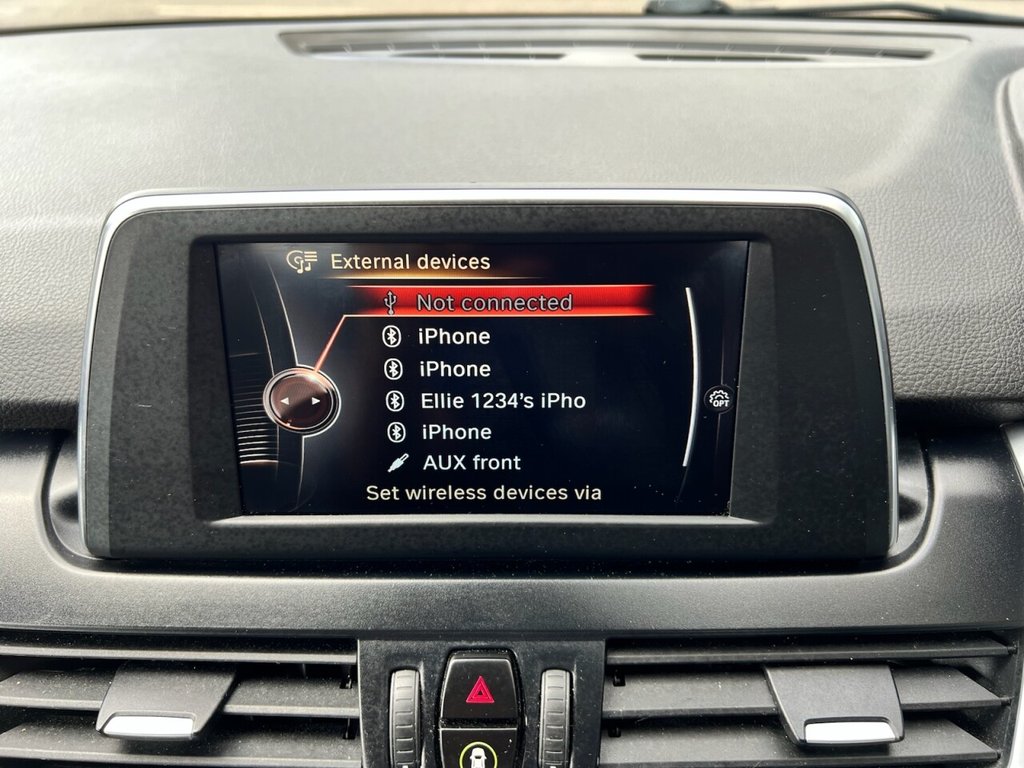 External devices
Not connected
iPhone
iPhone
Ellie 1234's iPho
iPhone
AUX front
Set wireless devices via
OPT